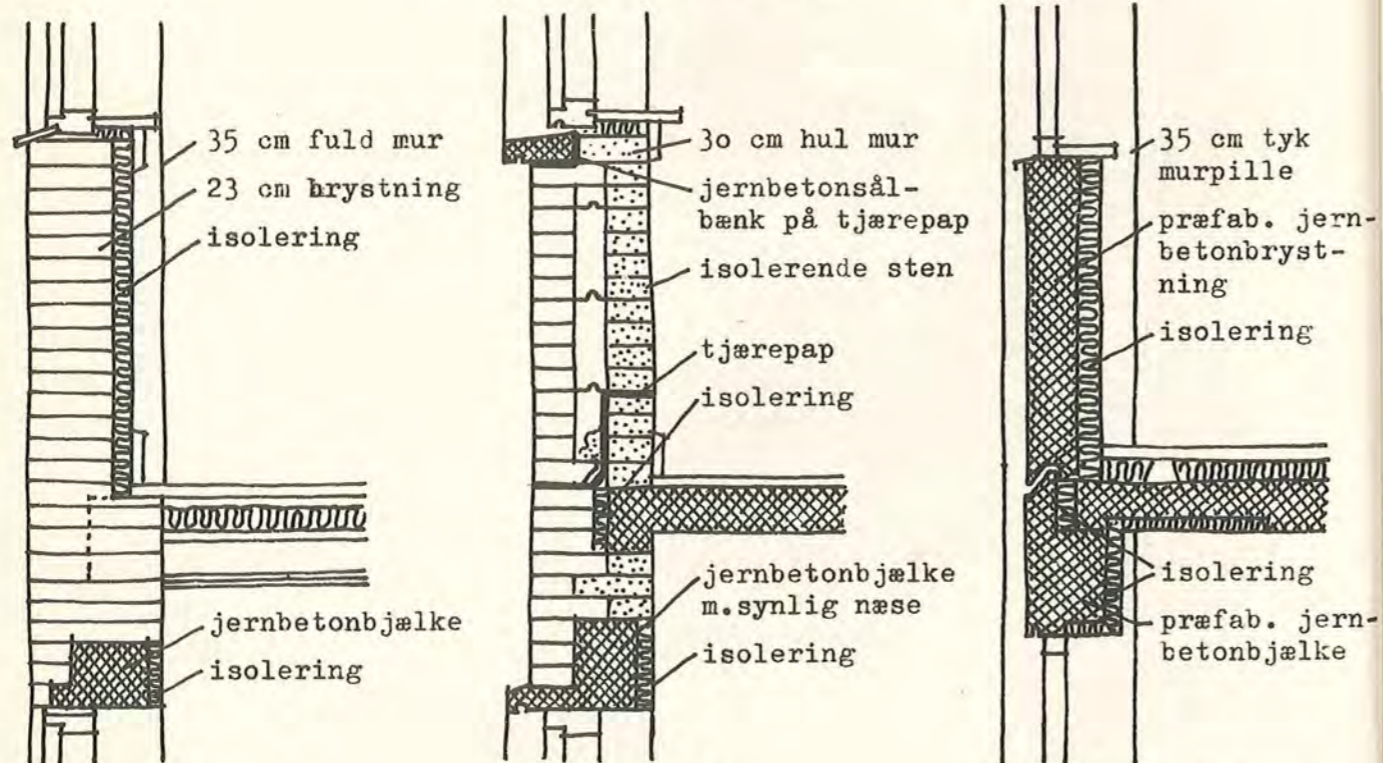 35 cm fuld mur
23 cm brystning
isolering
jernbetonbjælke
isolering
3o cm hul mur
jernbetonsål-
bænk på tjærepap
isolerende sten
tjærepap
isolering
jernbetonbjælke
m.synlig næse
isolering
35 cm tyk
murpille
præfab. jern-
betonbryst-
ning
isolering
isolering
præfab. jern-
betonbjælke